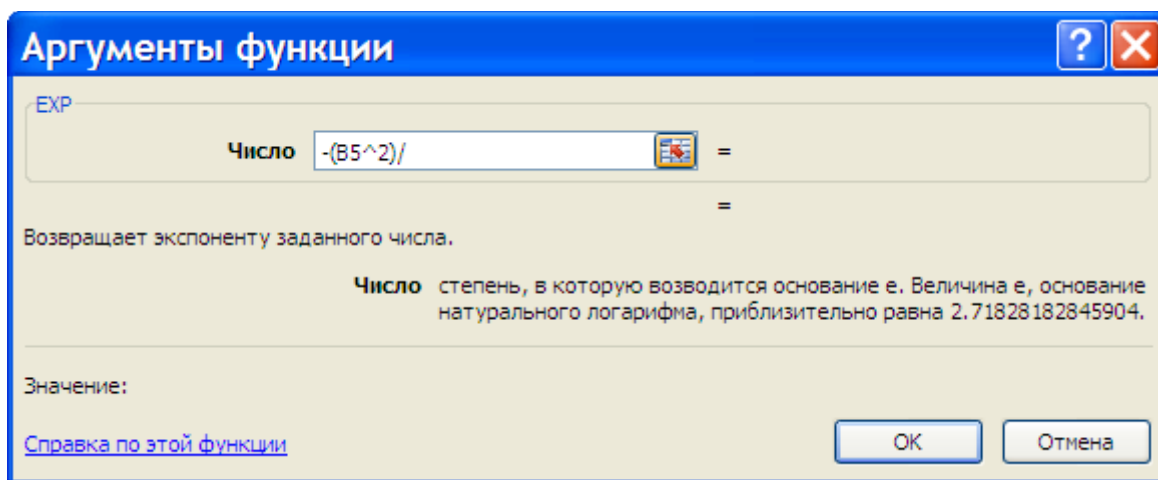 Аргументы функции
?
EXP
Число -(B5^2)/ =
=
Возвращает экспоненту заданного числа.
Число степень, в которую возводится основание e. Величина e, основание
натурального логарифма, приблизительно равна 2.71828182845904.
Значение:
Справка по этой функции
ОК Отмена